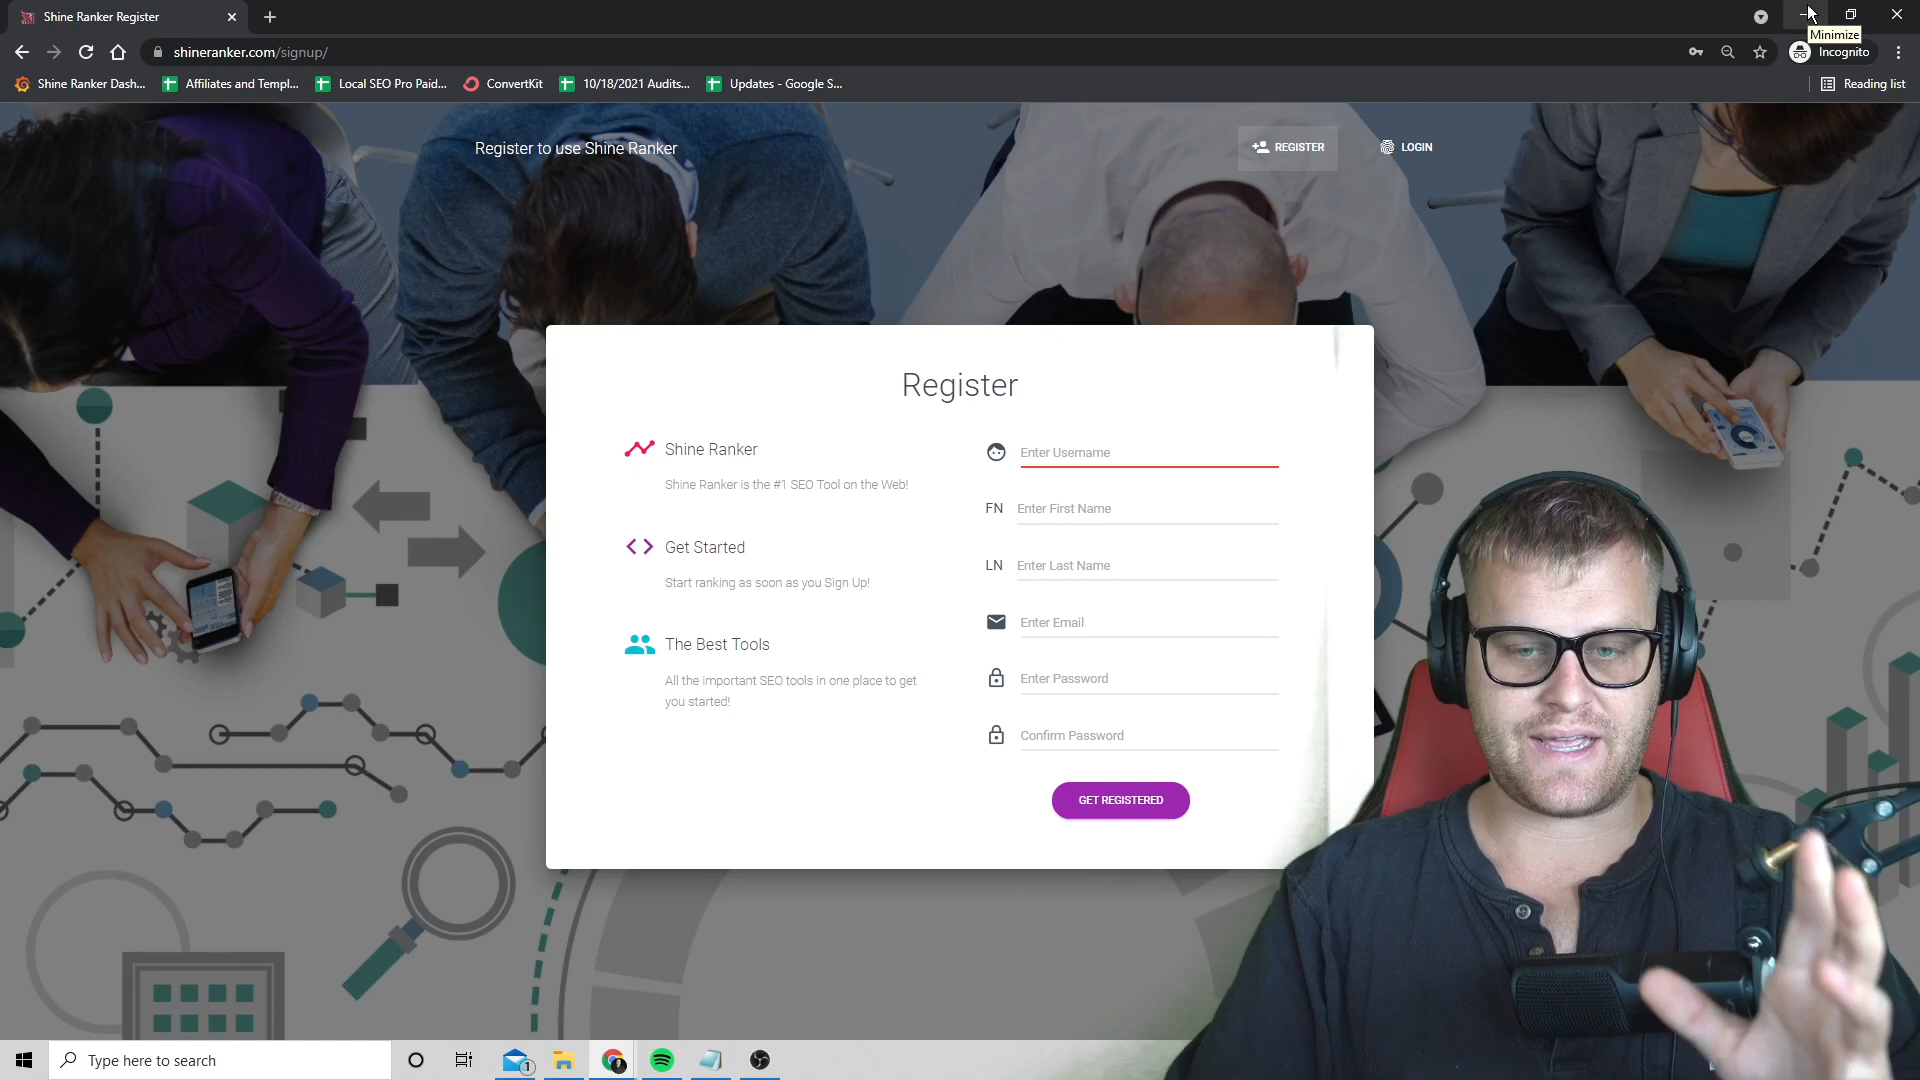 Shine Ranker Register
Minimize
shineranker.com/signup/
Incognito
Shine Ranker Dash...
Affiliates and Templ...
Local SEO Pro Paid...
ConvertKit
10/18/2021 Audits...
Updates - Google S...
Reading list
Register to use Shine Ranker
REGISTER
LOGIN
Register
Shine Ranker
Shine Ranker is the #1 SEO Tool on the Web!
Get Started
Start ranking as soon as you Sign Up!
The Best Tools
All the important SEO tools in one place to get
you started!
Enter Username
FN Enter First Name
LN Enter Last Name
Enter Email
Enter Password
Confirm Password
GET REGISTERED
Type here to search
1